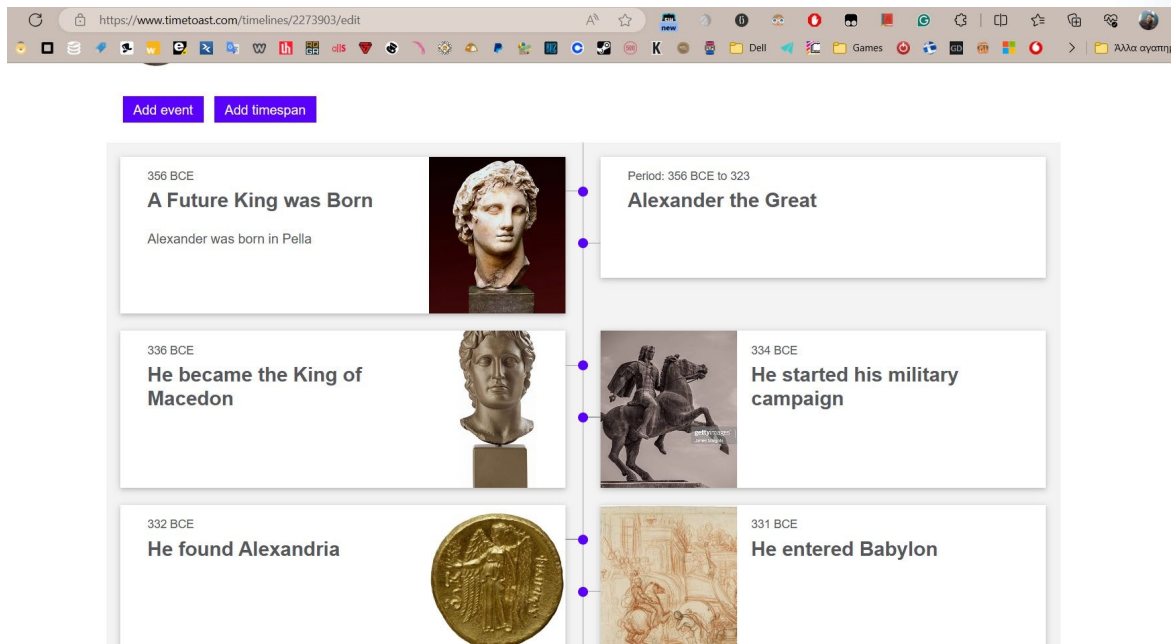 https://www.timetoast.com/timelines/2273903/edit
Dell
Games
Άλλα αγαπημ
Add event
Add timespan
356 BCE
A Future King was Born
Alexander was born in Pella
Period: 356 BCE to 323
Alexander the Great
336 BCE
He became the King of
Macedon
334 BCE
He started his military
campaign
gettyimages
332 BCE
He found Alexandria
331 BCE
He entered Babylon